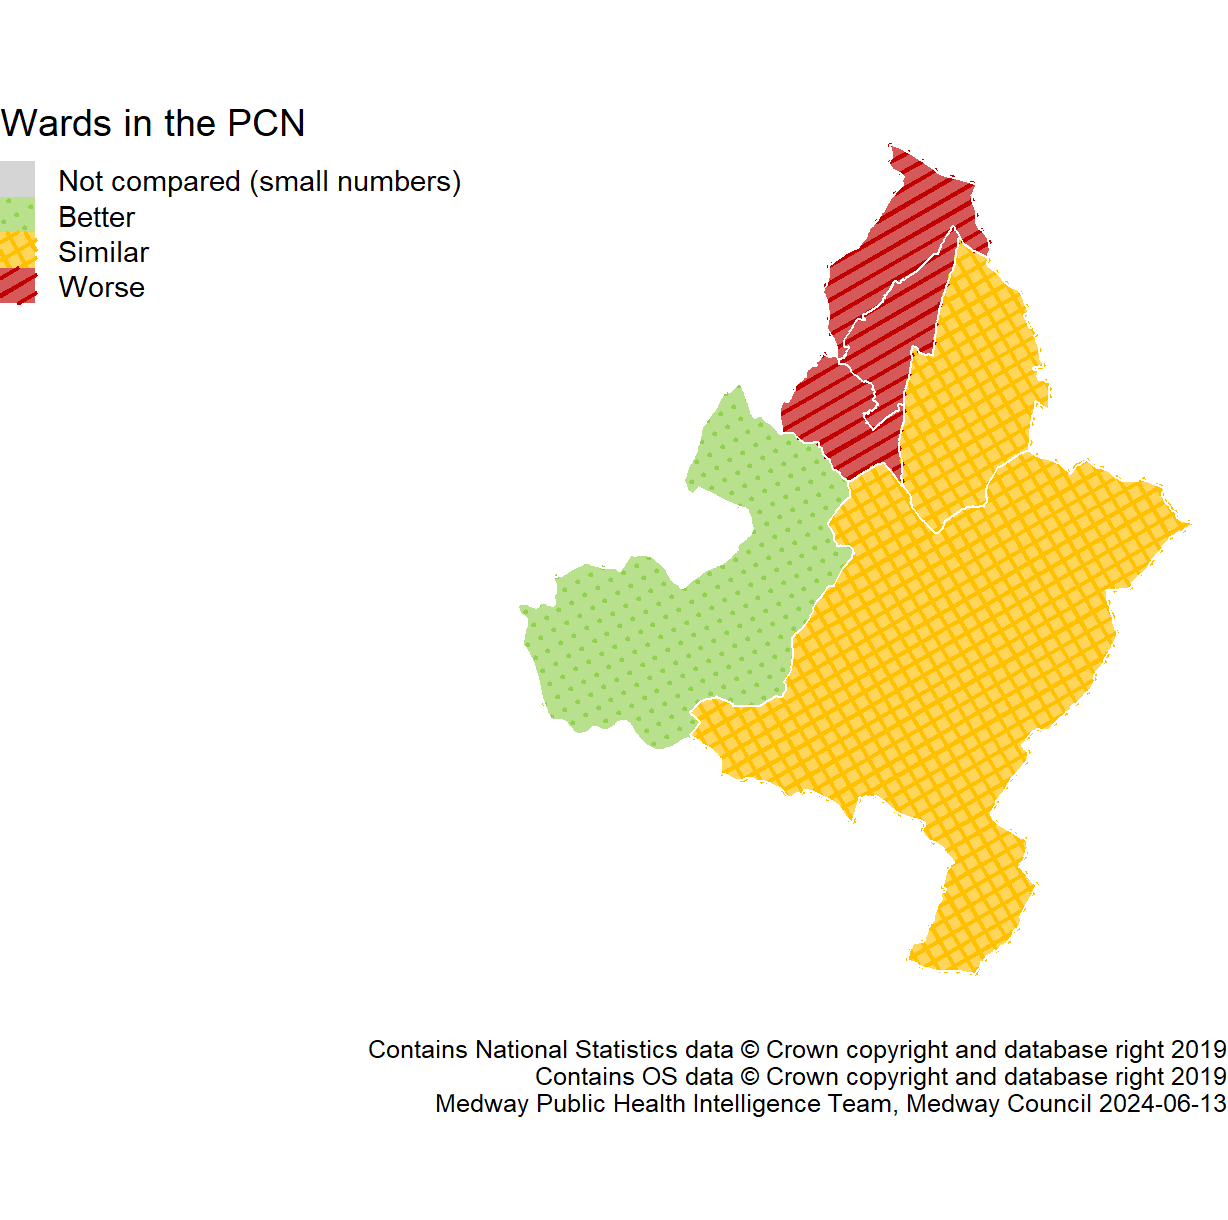 Wards in the PCN
Not compared (small numbers)
Better
Similar
Worse
Contains National Statistics data © Crown copyright and database right 2019
Contains OS data © Crown copyright and database right 2019
Medway Public Health Intelligence Team, Medway Council 2024-06-13